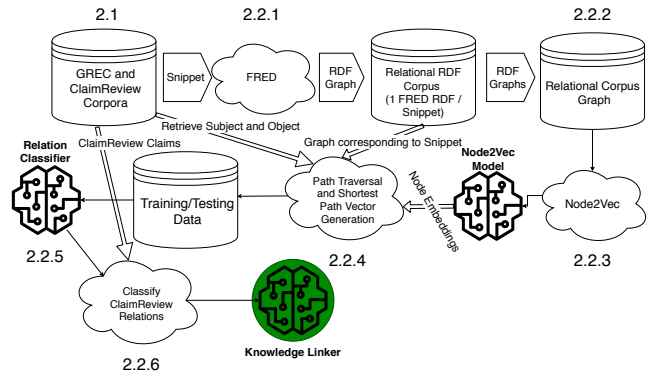 2.1
2.2.1
2.2.2
GREC and
ClaimReview
Corpora
Snippet
FRED
RDF
Graph
Relational RDF
Corpus
(1 FRED RDF /
Snippet)
RDF
Graphs
Relational Corpus
Graph
Retrieve Subject and Object
ClaimReview Claims
Graph corresponding to Snippet
Relation
Classifier
Training/Testing
Data
Path Traversal
and Shortest
Path Vector
Generation
Node Embeddings
Node2Vec
Model
Node2Vec
2.2.5
2.2.4
2.2.3
Classify
ClaimReview
Relations
Knowledge Linker
2.2.6